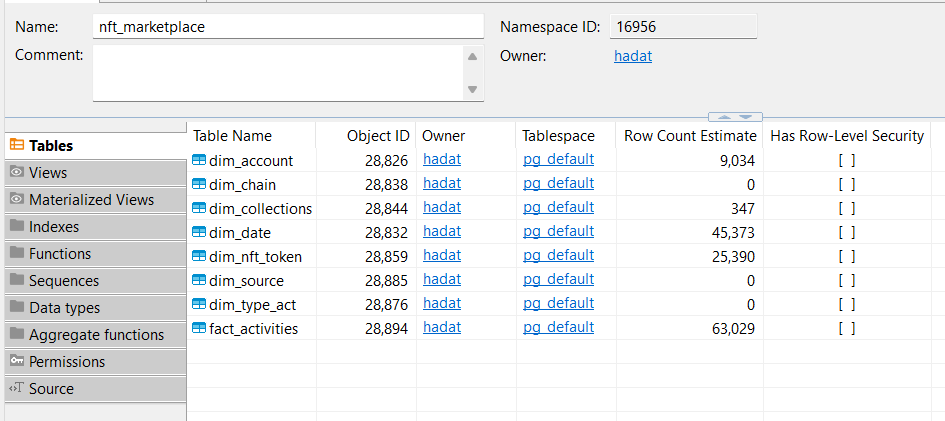 Name: nft_marketplace Namespace ID: 16956
Comment: Owner: hadat
Tables
Views
Materialized Views
Indexes
Functions
Sequences
Data types
Aggregate functions
Permissions
Source
Table Name Object ID Owner Tablespace Row Count Estimate Has Row-Level Security
dim_account 28,826 hadat pg_default 9,034 [ ]
dim_chain 28,838 hadat pg_default 0 [ ]
dim_collections 28,844 hadat pg_default 347 [ ]
dim_date 28,832 hadat pg_default 45,373 [ ]
dim_nft_token 28,859 hadat pg_default 25,390 [ ]
dim_source 28,885 hadat pg_default 0 [ ]
dim_type_act 28,876 hadat pg_default 0 [ ]
fact_activities 28,894 hadat pg_default 63,029 [ ]